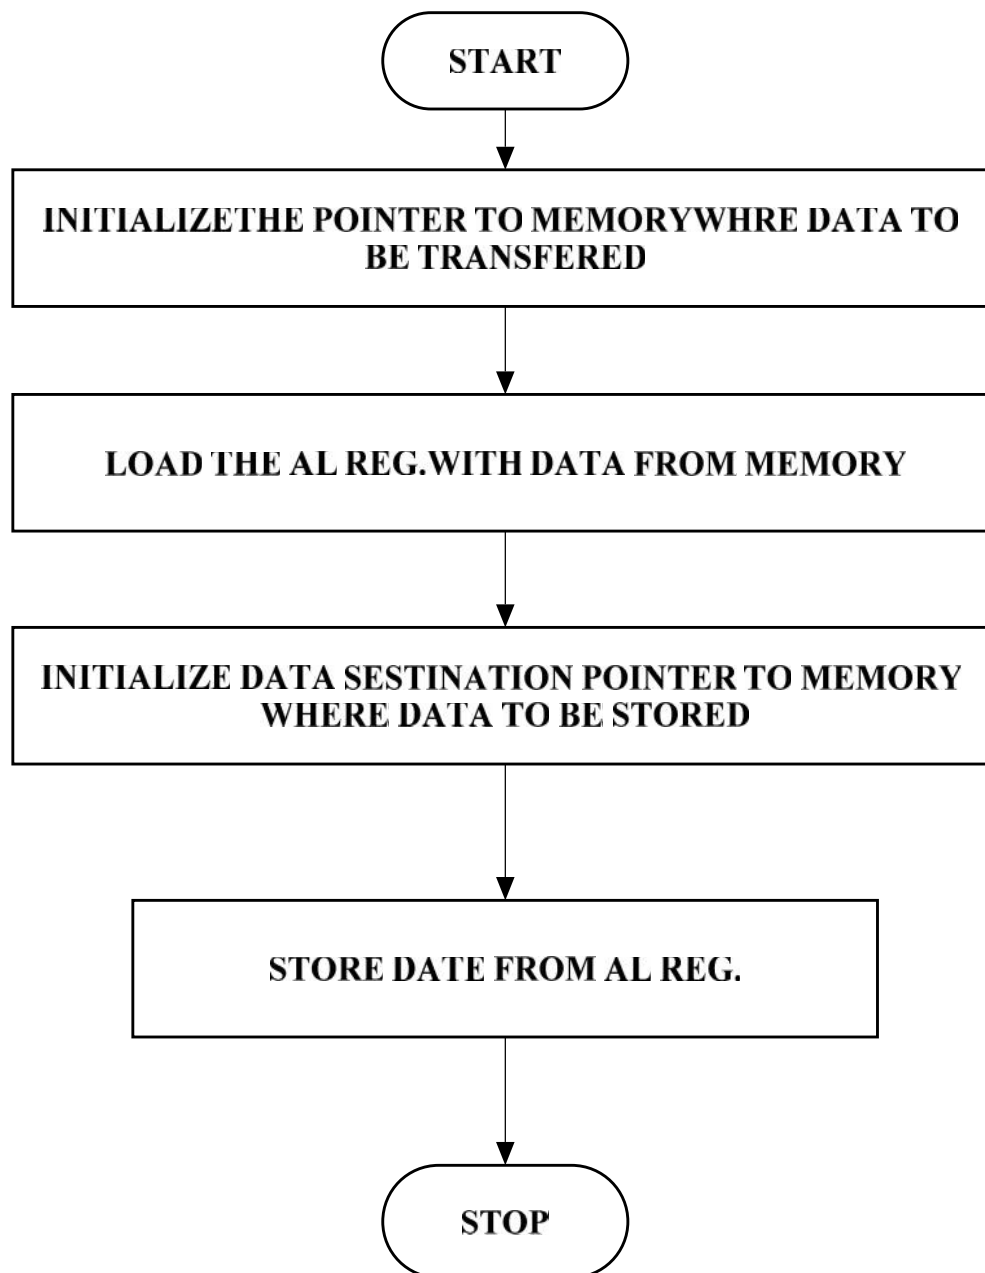 START
INITIALIZETHE POINTER TO MEMORYWHRE DATA TO
BE TRANSFERED
LOAD THE AL REG.WITH DATA FROM MEMORY
INITIALIZE DATA SESTINATION POINTER TO MEMORY
WHERE DATA TO BE STORED
STORE DATE FROM AL REG.
STOP